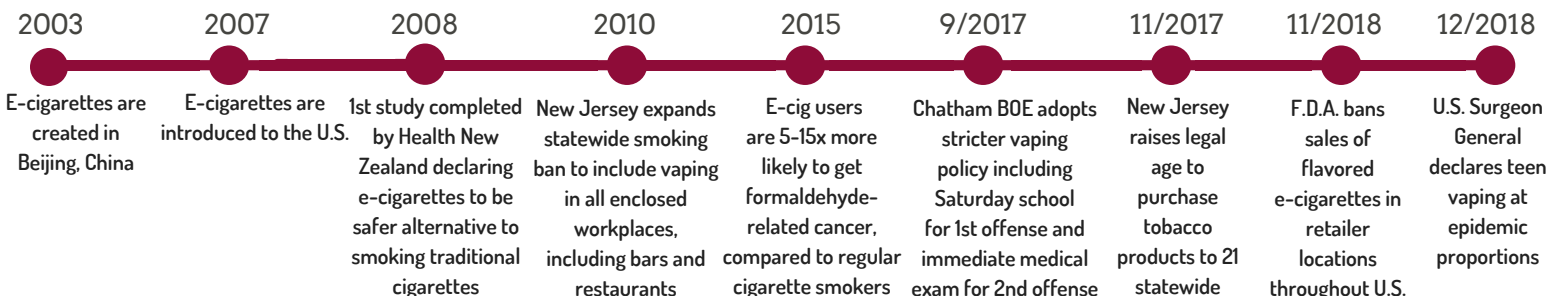 2003
E-cigarettes are
created in
Beijing, China
2007
E-cigarettes are
introduced to the U.S.
2008
1st study completed
by Health New
Zealand declaring
e-cigarettes to be
safer alternative to
smoking traditional
cigarettes
2010
New Jersey expands
statewide smoking
ban to include vaping
in all enclosed
workplaces,
including bars and
restaurants
2015
E-cig users
are 5-15x more
likely to get
formaldehyde-
related cancer,
compared to regular
cigarette smokers
9/2017
Chatham BOE adopts
stricter vaping
policy including
Saturday school
for 1st offense and
immediate medical
exam for 2nd offense
11/2017
New Jersey
raises legal
age to
purchase
tobacco
products to 21
statewide
11/2018
F.D.A. bans
sales of
flavored
e-cigarettes in
retailer
locations
throughout U.S.
12/2018
U.S. Surgeon
General
declares teen
vaping at
epidemic
proportions